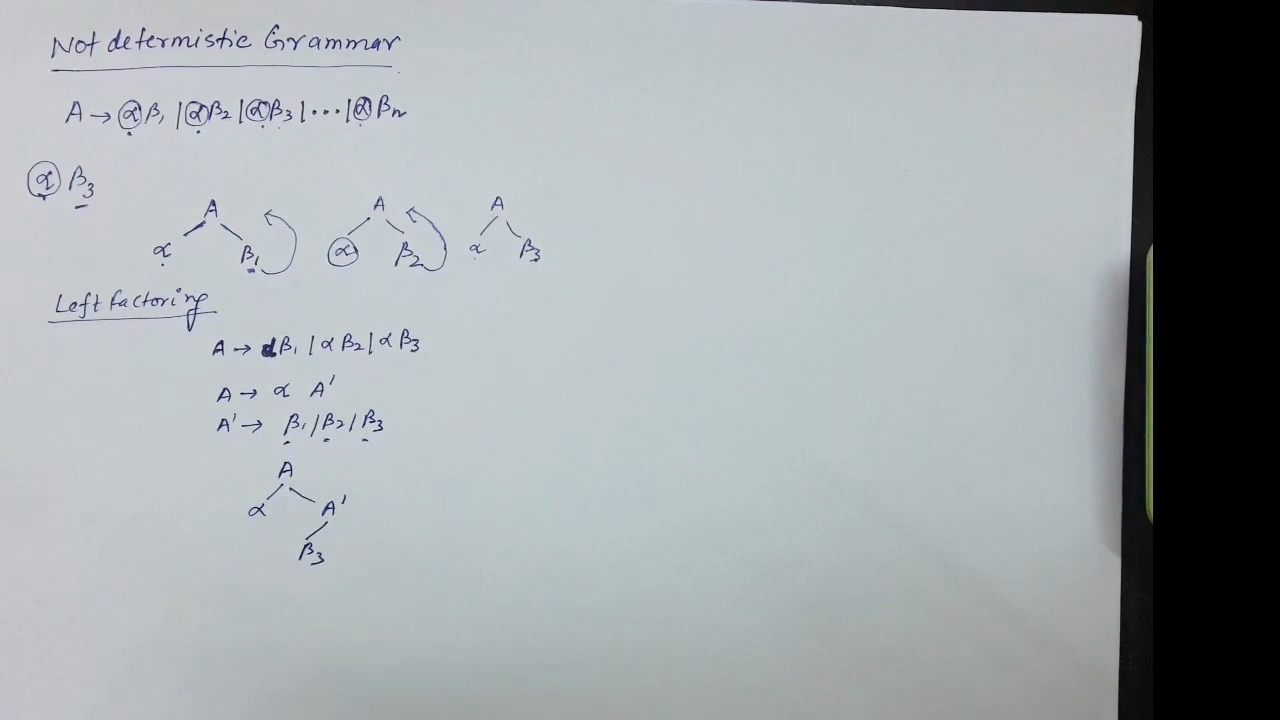 Not determistic Grammar
A → αβ₁ | αβ₂ | αβ₃ | ... | αβₙ
αβ₃
A A A
α β₁ α β₂ α β₃
Left factoring
A → αβ₁ | αβ₂ | αβ₃
A → α A'
A' → β₁ | β₂ | β₃
A
α A'
β₃